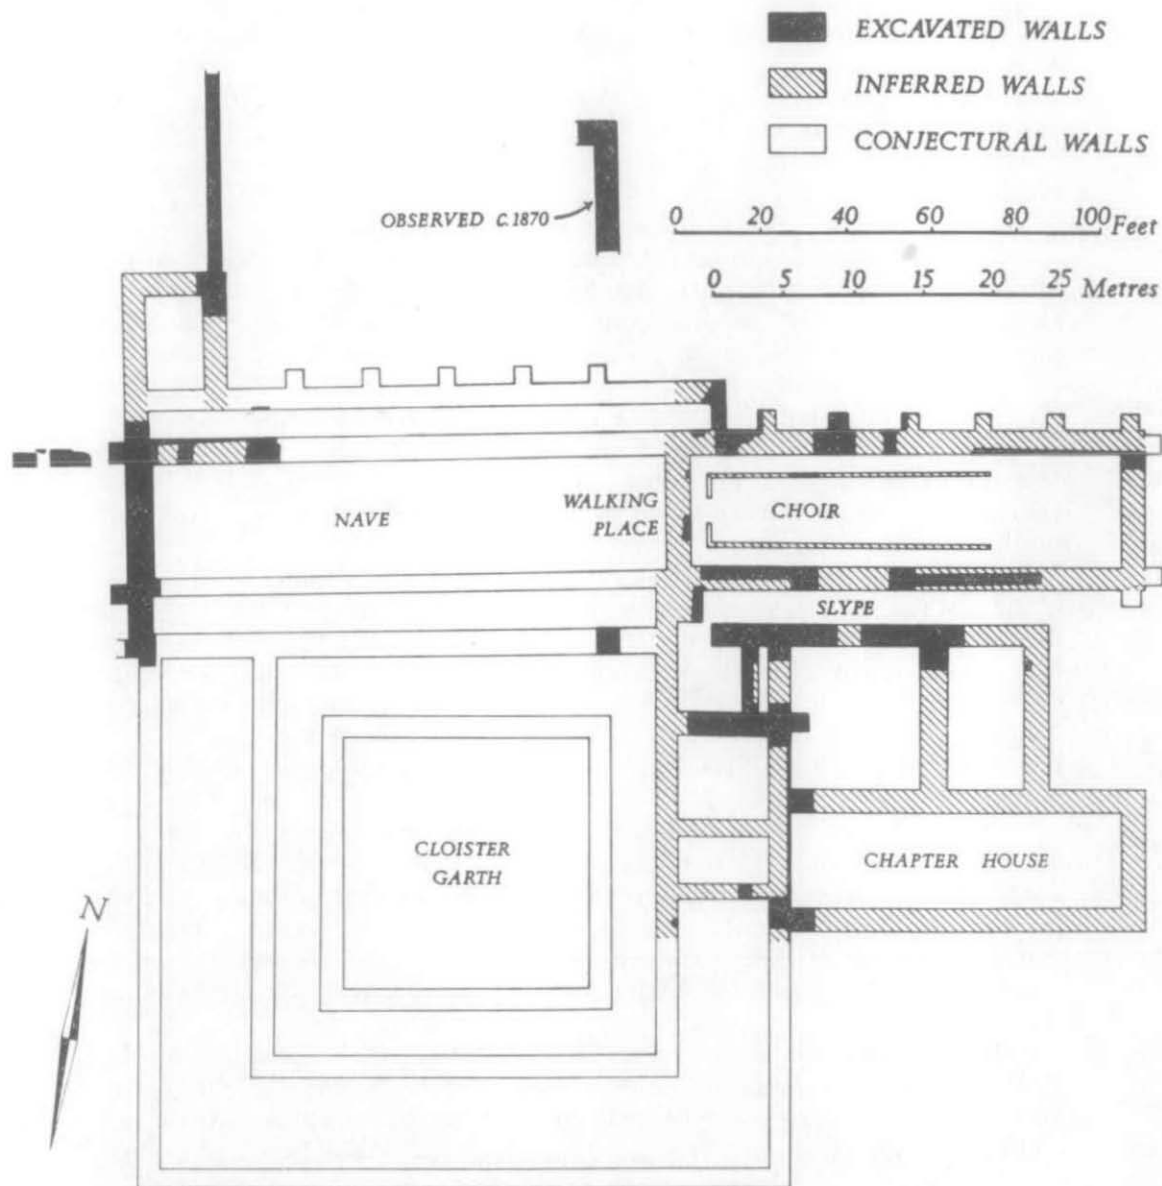 EXCAVATED WALLS
INFERRED WALLS
CONJECTURAL WALLS
OBSERVED c.1870
0 20 40 60 80 100 Feet
0 5 10 15 20 25 Metres
NAVE
WALKING
PLACE
CHOIR
SLYPE
CLOISTER
GARTH
CHAPTER HOUSE
N